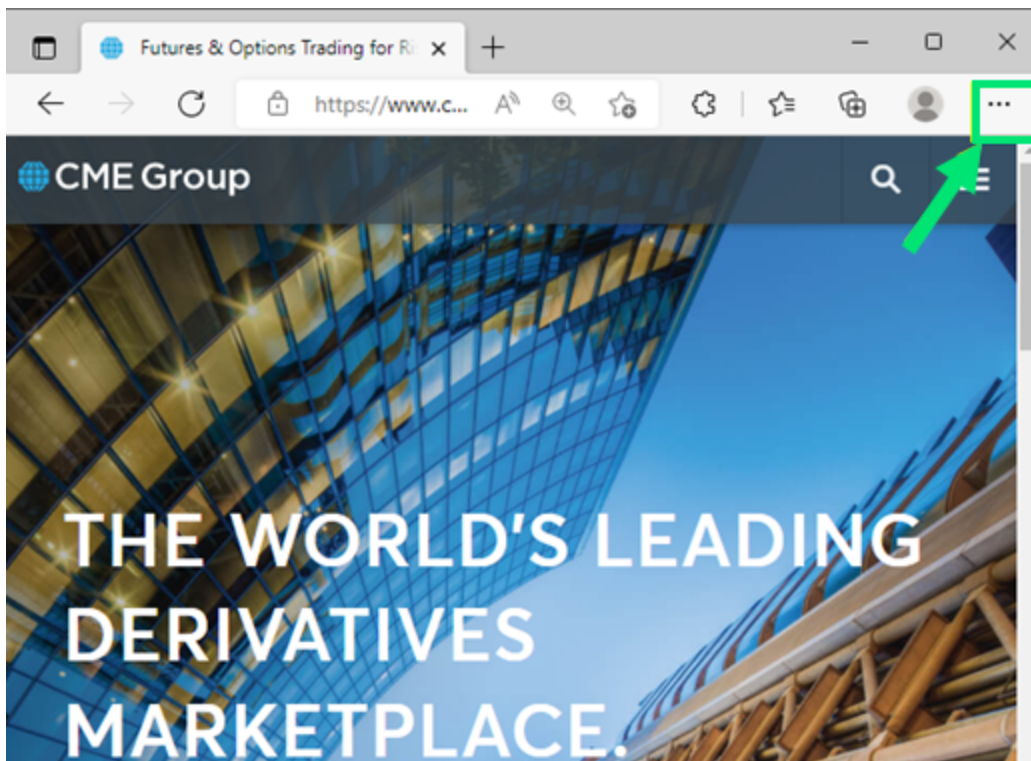 Futures & Options Trading for Ri
https://www.c...
CME Group
THE WORLD'S LEADING
DERIVATIVES
MARKETPLACE.